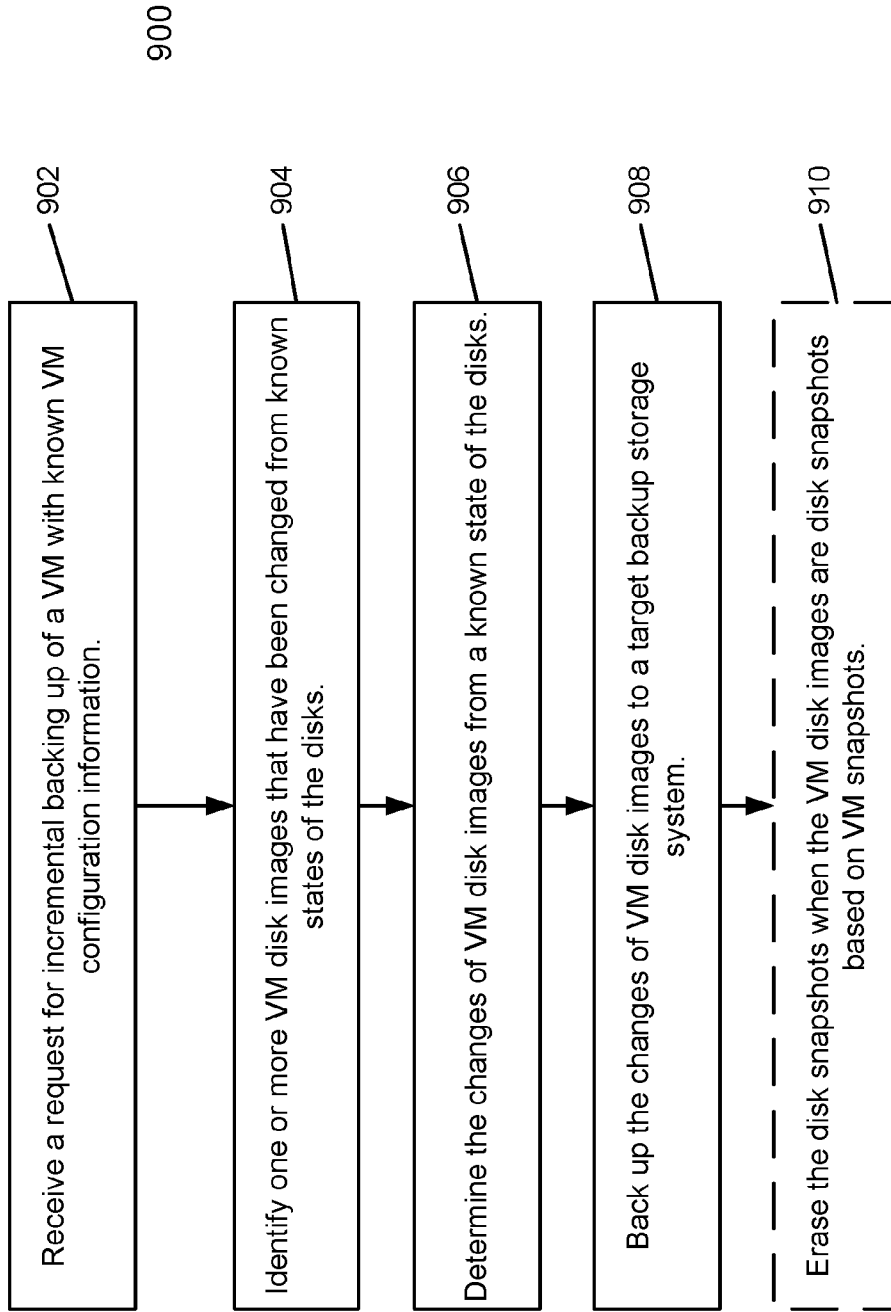 900
902
Receive a request for incremental backing up of a VM with known VM
configuration information.
904
Identify one or more VM disk images that have been changed from known
states of the disks.
906
Determine the changes of VM disk images from a known state of the disks.
908
Back up the changes of VM disk images to a target backup storage
system.
910
Erase the disk snapshots when the VM disk images are disk snapshots
based on VM snapshots.